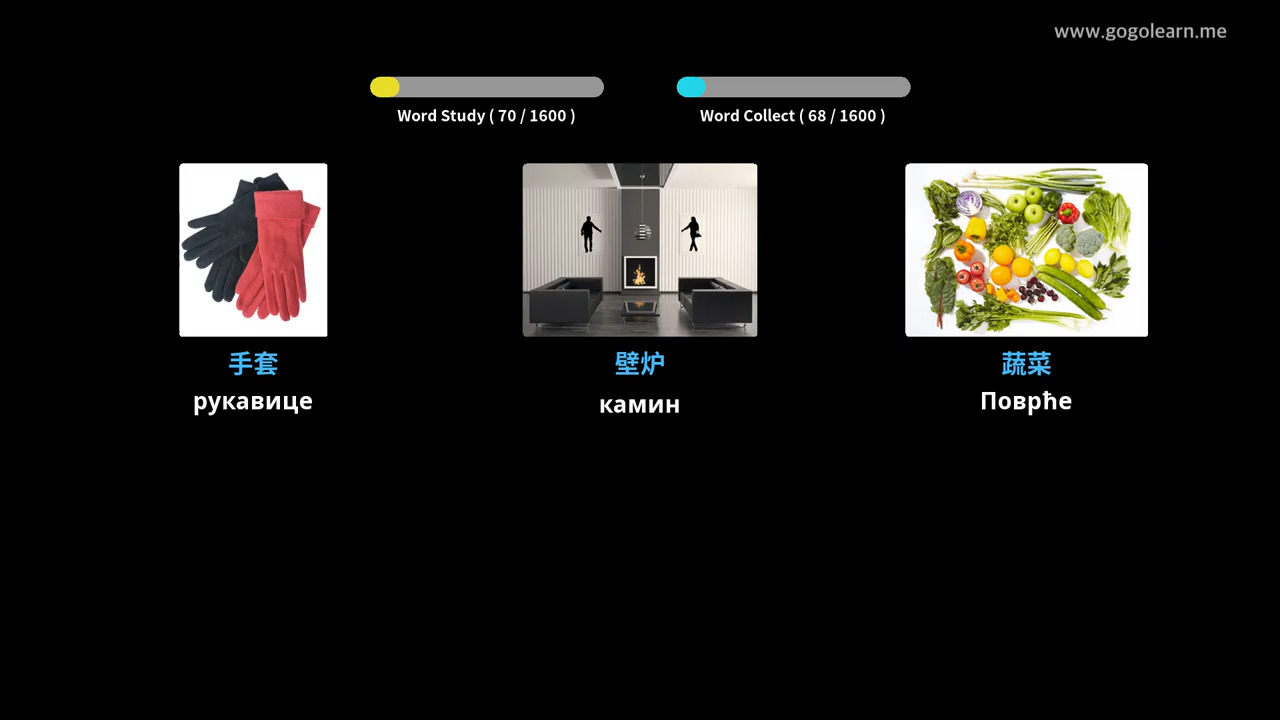 www.gogolearn.me
Word Study ( 70 / 1600 )
Word Collect ( 68 / 1600 )
手套
壁炉
蔬菜
рукавице
камин
Поврће